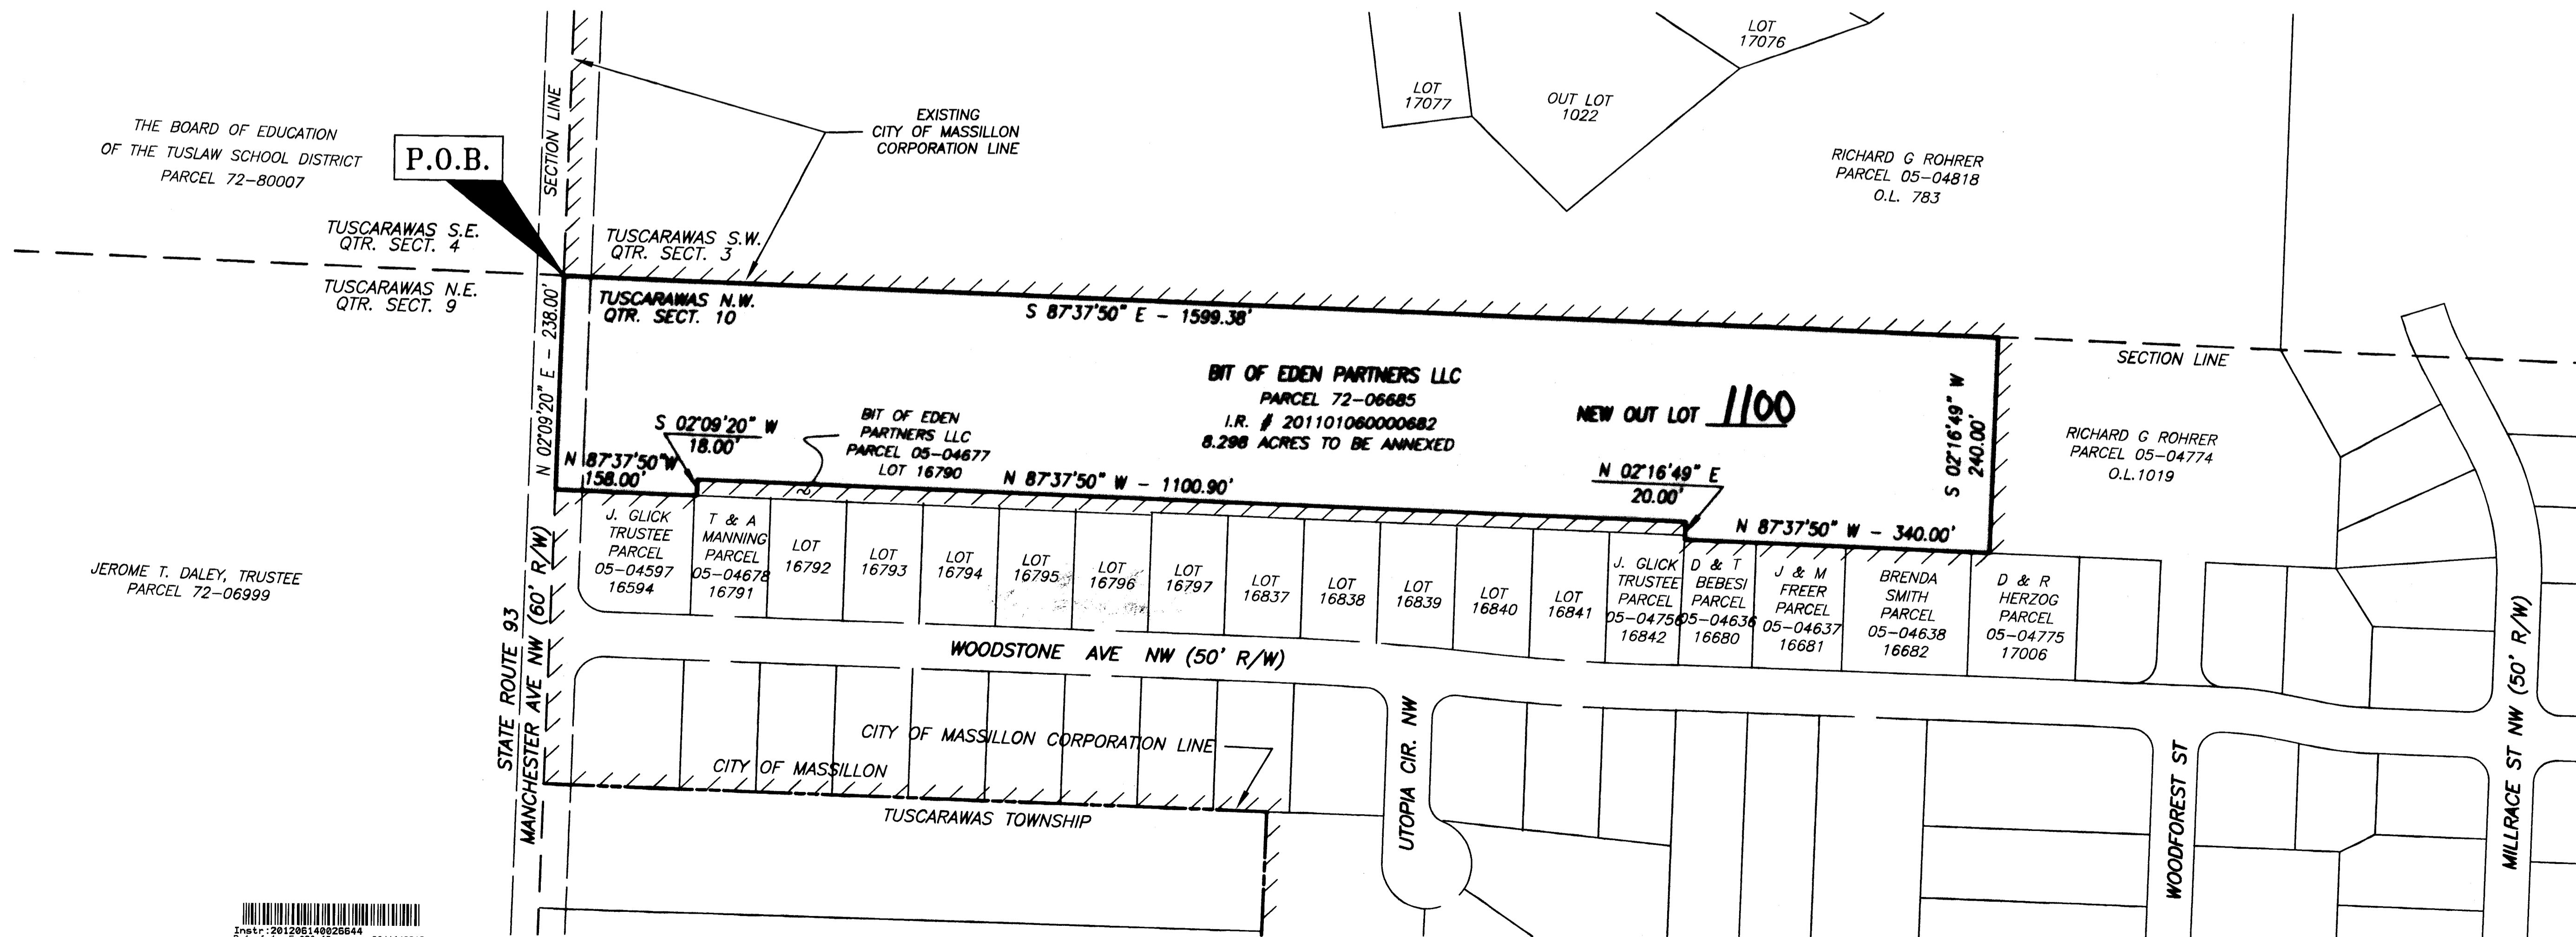 THE BOARD OF EDUCATION
OF THE TUSLAW SCHOOL DISTRICT
PARCEL 72-80007
P.O.B.
SECTION LINE
EXISTING
CITY OF MASSILLON
CORPORATION LINE
LOT
17077
OUT LOT
1022
LOT
17076
RICHARD G ROHRER
PARCEL 05-04818
O.L. 783
TUSCARAWAS S.E.
QTR. SECT. 4
TUSCARAWAS S.W.
QTR. SECT. 3
TUSCARAWAS N.E.
QTR. SECT. 9
TUSCARAWAS N.W.
QTR. SECT. 10
S 87°37'50" E - 1599.38'
N 02°09'20" E - 238.00'
SECTION LINE
BIT OF EDEN PARTNERS LLC
PARCEL 72-06685
I.R. # 201101060000682
8.298 ACRES TO BE ANNEXED
NEW OUT LOT 1100
S 02°16'49" W
240.00'
RICHARD G ROHRER
PARCEL 05-04774
O.L.1019
S 02°09'20" W
18.00'
BIT OF EDEN
PARTNERS LLC
PARCEL 05-04677
LOT 16790
N 87°37'50"W
158.00'
N 87°37'50" W - 1100.90'
N 02°16'49" E
20.00'
N 87°37'50" W - 340.00'
JEROME T. DALEY, TRUSTEE
PARCEL 72-06999
J. GLICK
TRUSTEE
PARCEL
05-04597
16594
T & A
MANNING
PARCEL
05-04678
16791
LOT
16792
LOT
16793
LOT
16794
LOT
16795
LOT
16796
LOT
16797
LOT
16837
LOT
16838
LOT
16839
LOT
16840
LOT
16841
J. GLICK
TRUSTEE
PARCEL
05-04756
16842
D & T
BEBESI
PARCEL
05-04636
16680
J & M
FREER
PARCEL
05-04637
16681
BRENDA
SMITH
PARCEL
05-04638
16682
D & R
HERZOG
PARCEL
05-04775
17006
STATE ROUTE 93
MANCHESTER AVE NW (60' R/W)
WOODSTONE AVE NW (50' R/W)
CITY OF MASSILLON CORPORATION LINE
CITY OF MASSILLON
TUSCARAWAS TOWNSHIP
UTOPIA CIR. NW
WOODFOREST ST
MILLRACE ST NW (50' R/W)
Instr:201206140026644